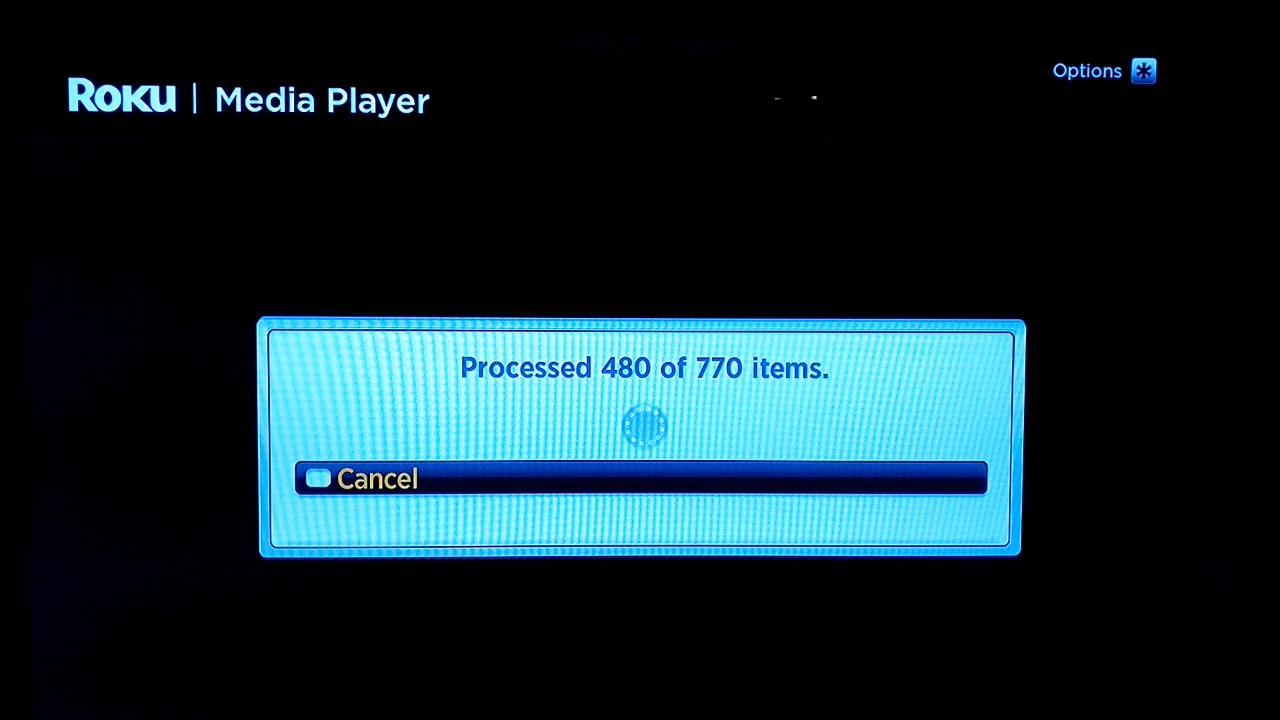 Roku | Media Player
Options *
Processed 480 of 770 items.
Cancel